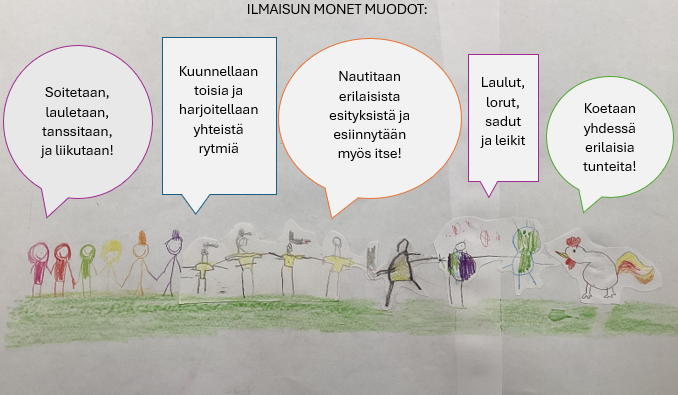 ILMAISUN MONET MUODOT:
Soitetaan,
lauletaan,
tanssitaan,
ja liikutaan!
Kuunnellaan
toisia ja
harjoitellaan
yhteistä
rytmiä
Nautitaan
erilaisista
esityksistä ja
esiinnytään
myös itse!
Laulut,
lorut,
sadut
ja leikit
Koetaan
yhdessä
erilaisia
tunteita!